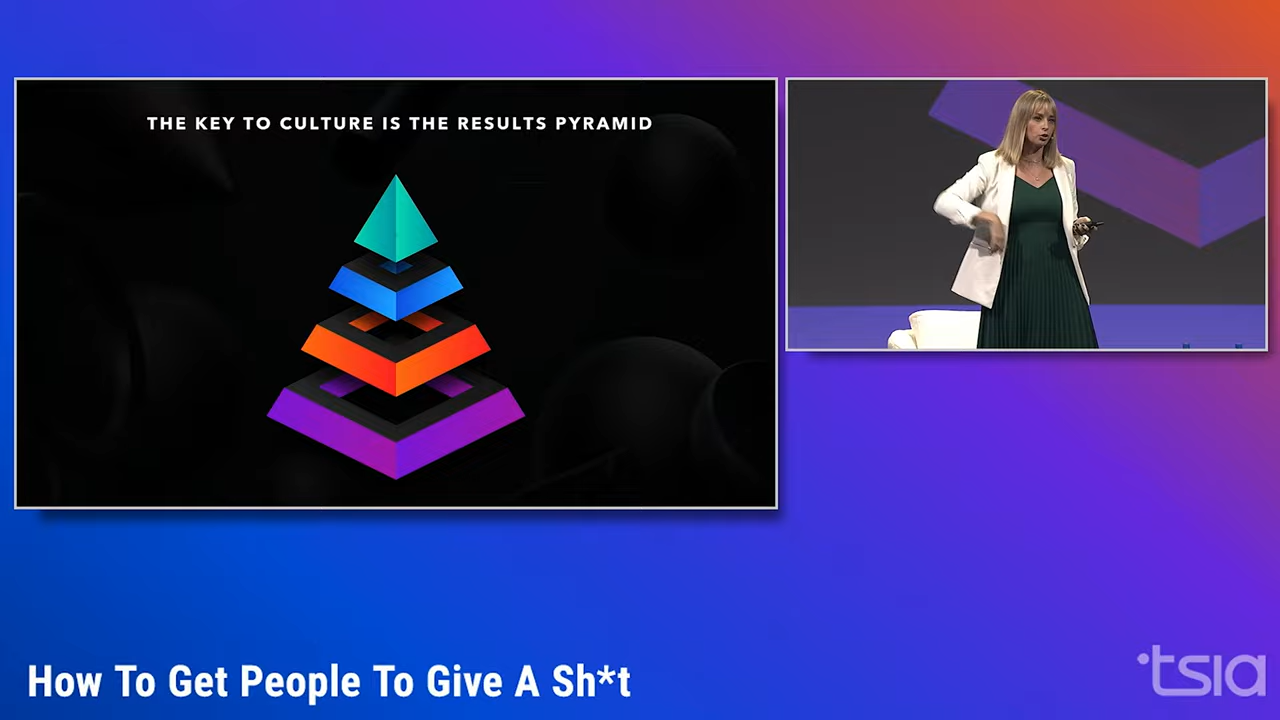 THE KEY TO CULTURE IS THE RESULTS PYRAMID
How To Get People To Give A Sh*t
tsia